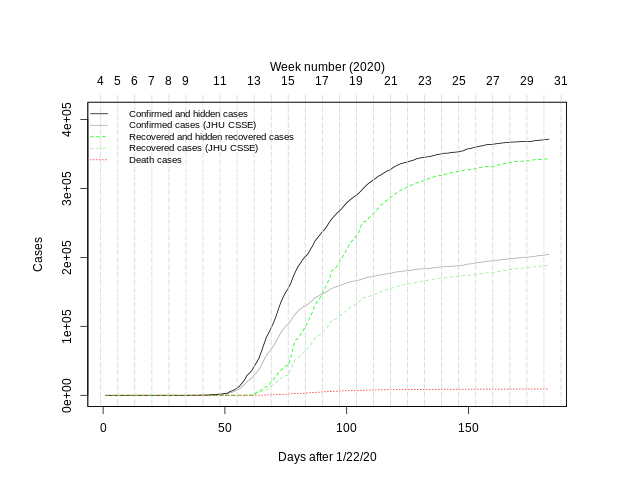 Week number (2020)
4 5 6 7 8 9 11 13 15 17 19 21 23 25 27 29 31
Confirmed and hidden cases
Confirmed cases (JHU CSSE)
Recovered and hidden recovered cases
Recovered cases (JHU CSSE)
Death cases
4e+05
3e+05
2e+05
1e+05
0e+00
Cases
0 50 100 150
Days after 1/22/20